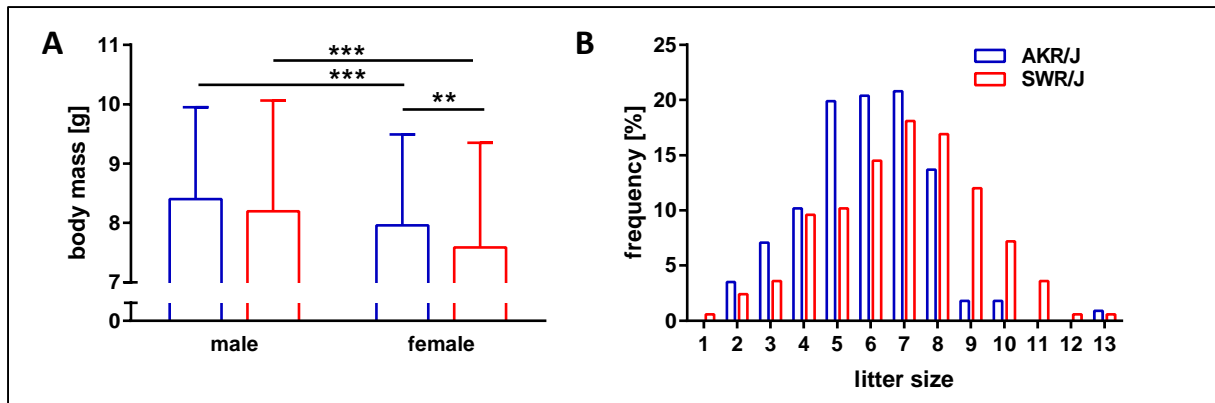 A
body mass [g]
11
10
9
8
7
0
***
***
**
male
female
B
frequency [%]
25
20
15
10
5
0
AKR/J
SWR/J
1 2 3 4 5 6 7 8 9 10 11 12 13
litter size